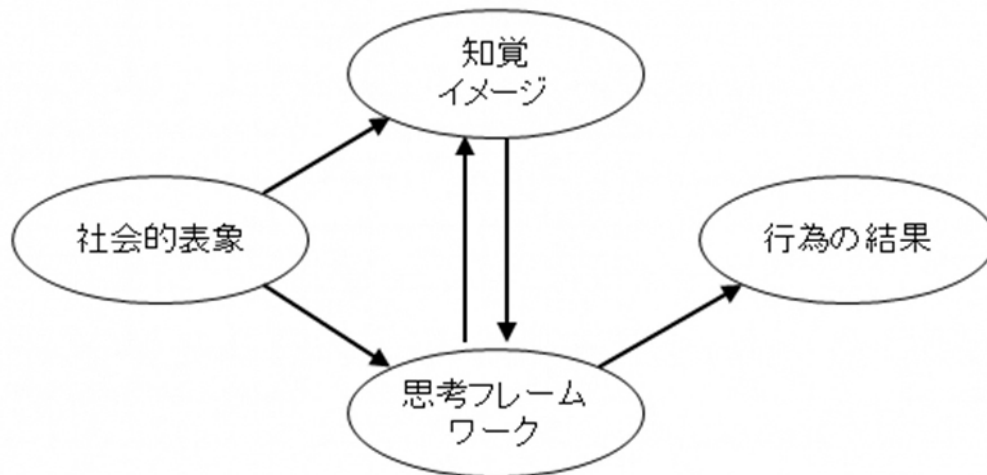 知覚
イメージ
社会的表象
行為の結果
思考フレーム
ワーク